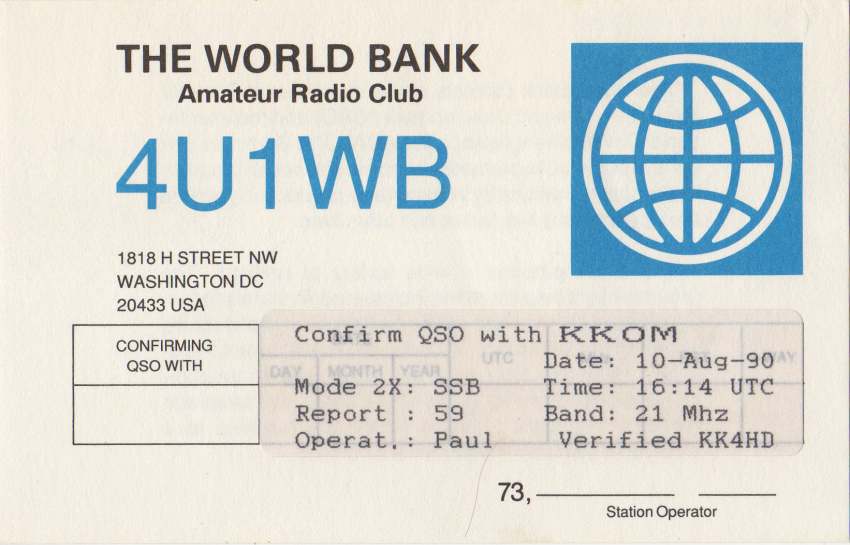 THE WORLD BANK
Amateur Radio Club
4U1WB
1818 H STREET NW
WASHINGTON DC
20433 USA
CONFIRMING
QSO WITH
DAY MONTH YEAR UTC WAY
Confirm QSO with KKOM
Date: 10-Aug-90
Mode 2X: SSB Time: 16:14 UTC
Report : 59 Band: 21 Mhz
Operat.: Paul Verified KK4HD
73,
Station Operator